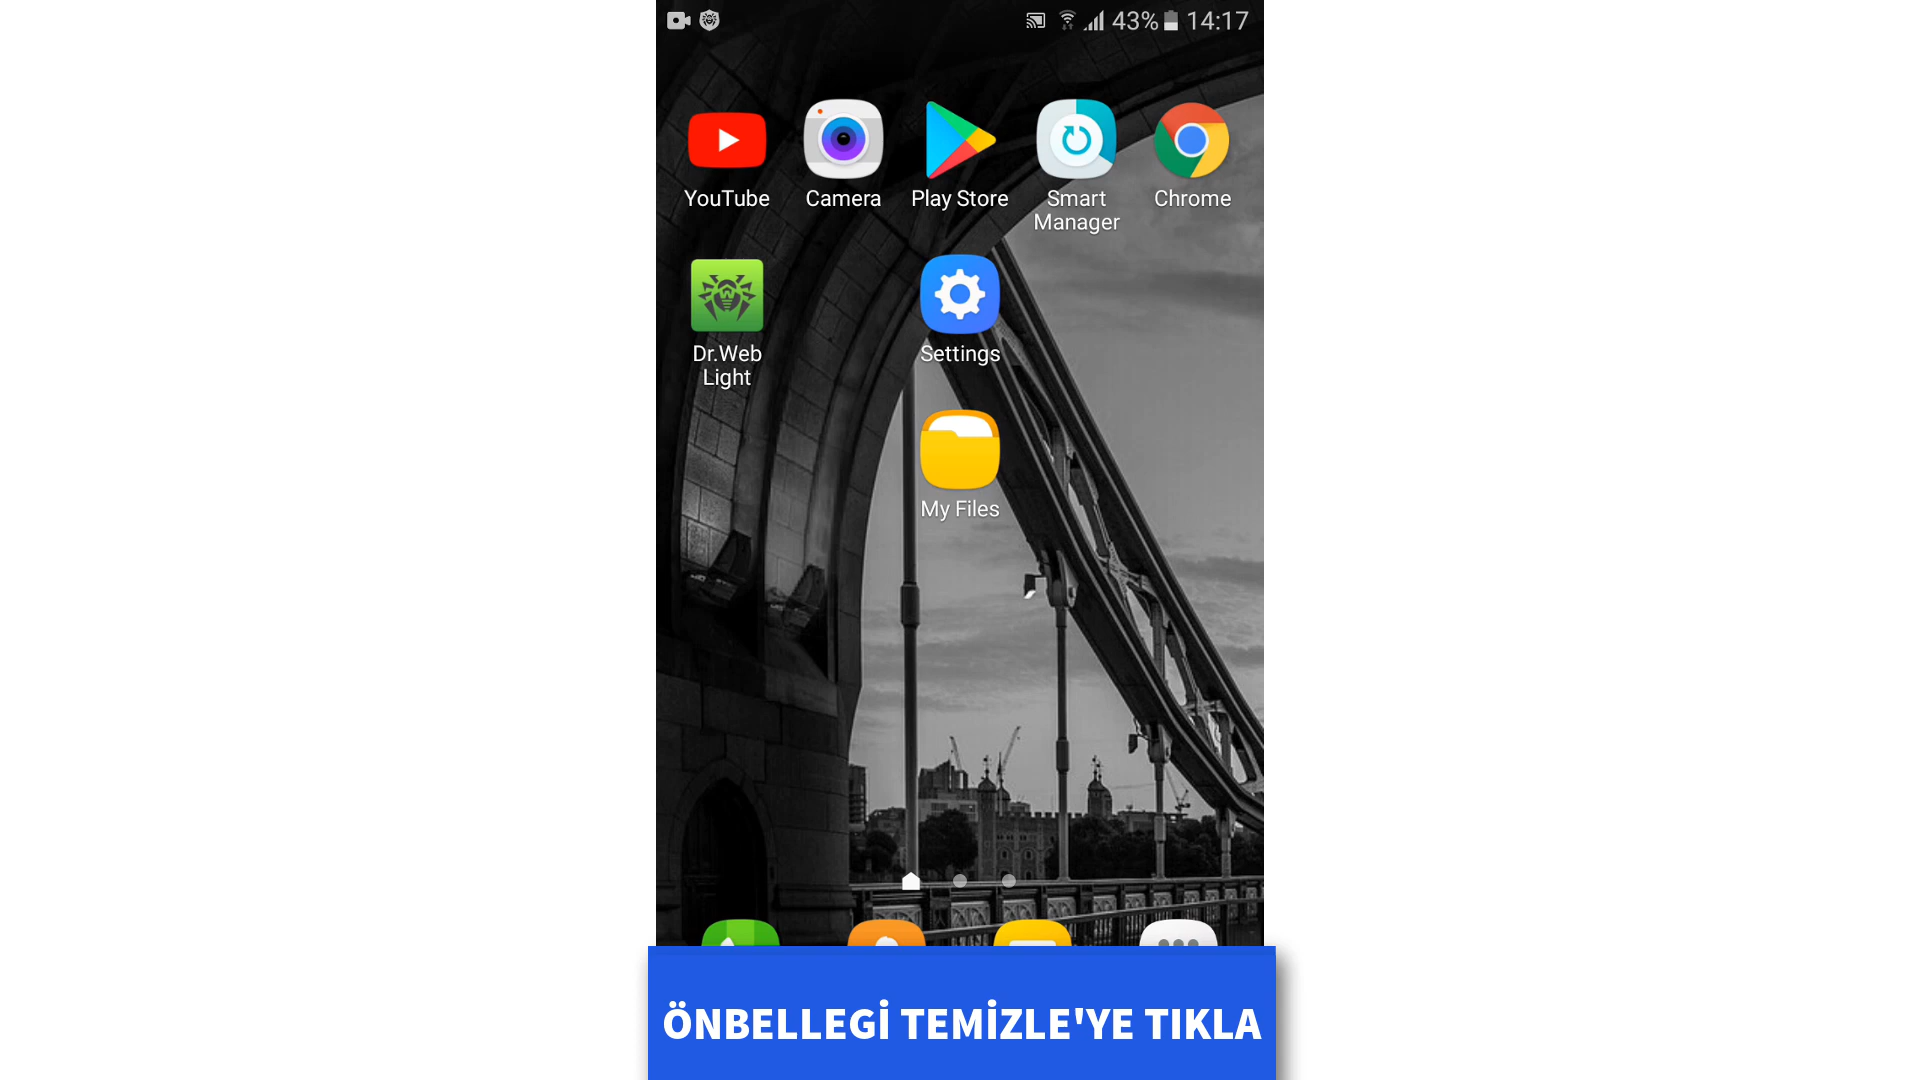 43% 14:17
YouTube Camera Play Store Smart Manager Chrome
Dr.Web Light Settings
My Files
ÖNBELLEGİ TEMİZLE'YE TIKLA